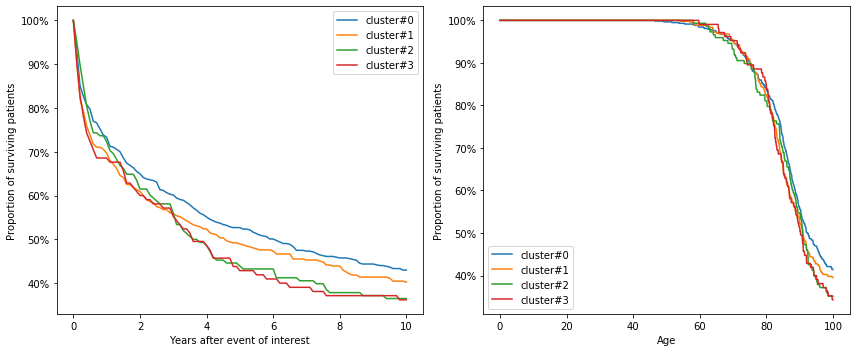 100%
90%
80%
70%
60%
50%
40%
Proportion of surviving patients
0
2
4
6
8
10
Years after event of interest
cluster#0
cluster#1
cluster#2
cluster#3
100%
90%
80%
70%
60%
50%
40%
Proportion of surviving patients
0
20
40
60
80
100
Age
cluster#0
cluster#1
cluster#2
cluster#3